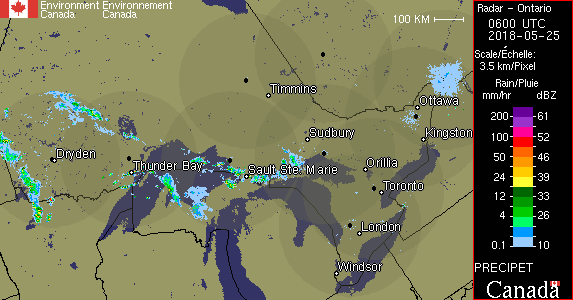 Environment Environnement
Canada Canada
100 KM
Timmins
Ottawa
Sudbury
Kingston
Dryden
Thunder Bay
Sault Ste. Marie
Orillia
Toronto
London
Windsor
Radar - Ontario
0600 UTC
2018-05-25
Scale/Échelle:
3.5 km/Pixel
Rain/Pluie
mm/hr dBZ
200 61
100 52
50 46
24 39
12 33
4 26
0.1 10
PRECIPET
Canada